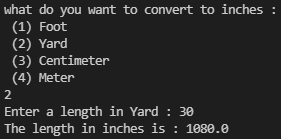 what do you want to convert to inches :
(1) Foot
(2) Yard
(3) Centimeter
(4) Meter
2
Enter a length in Yard : 30
The length in inches is : 1080.0